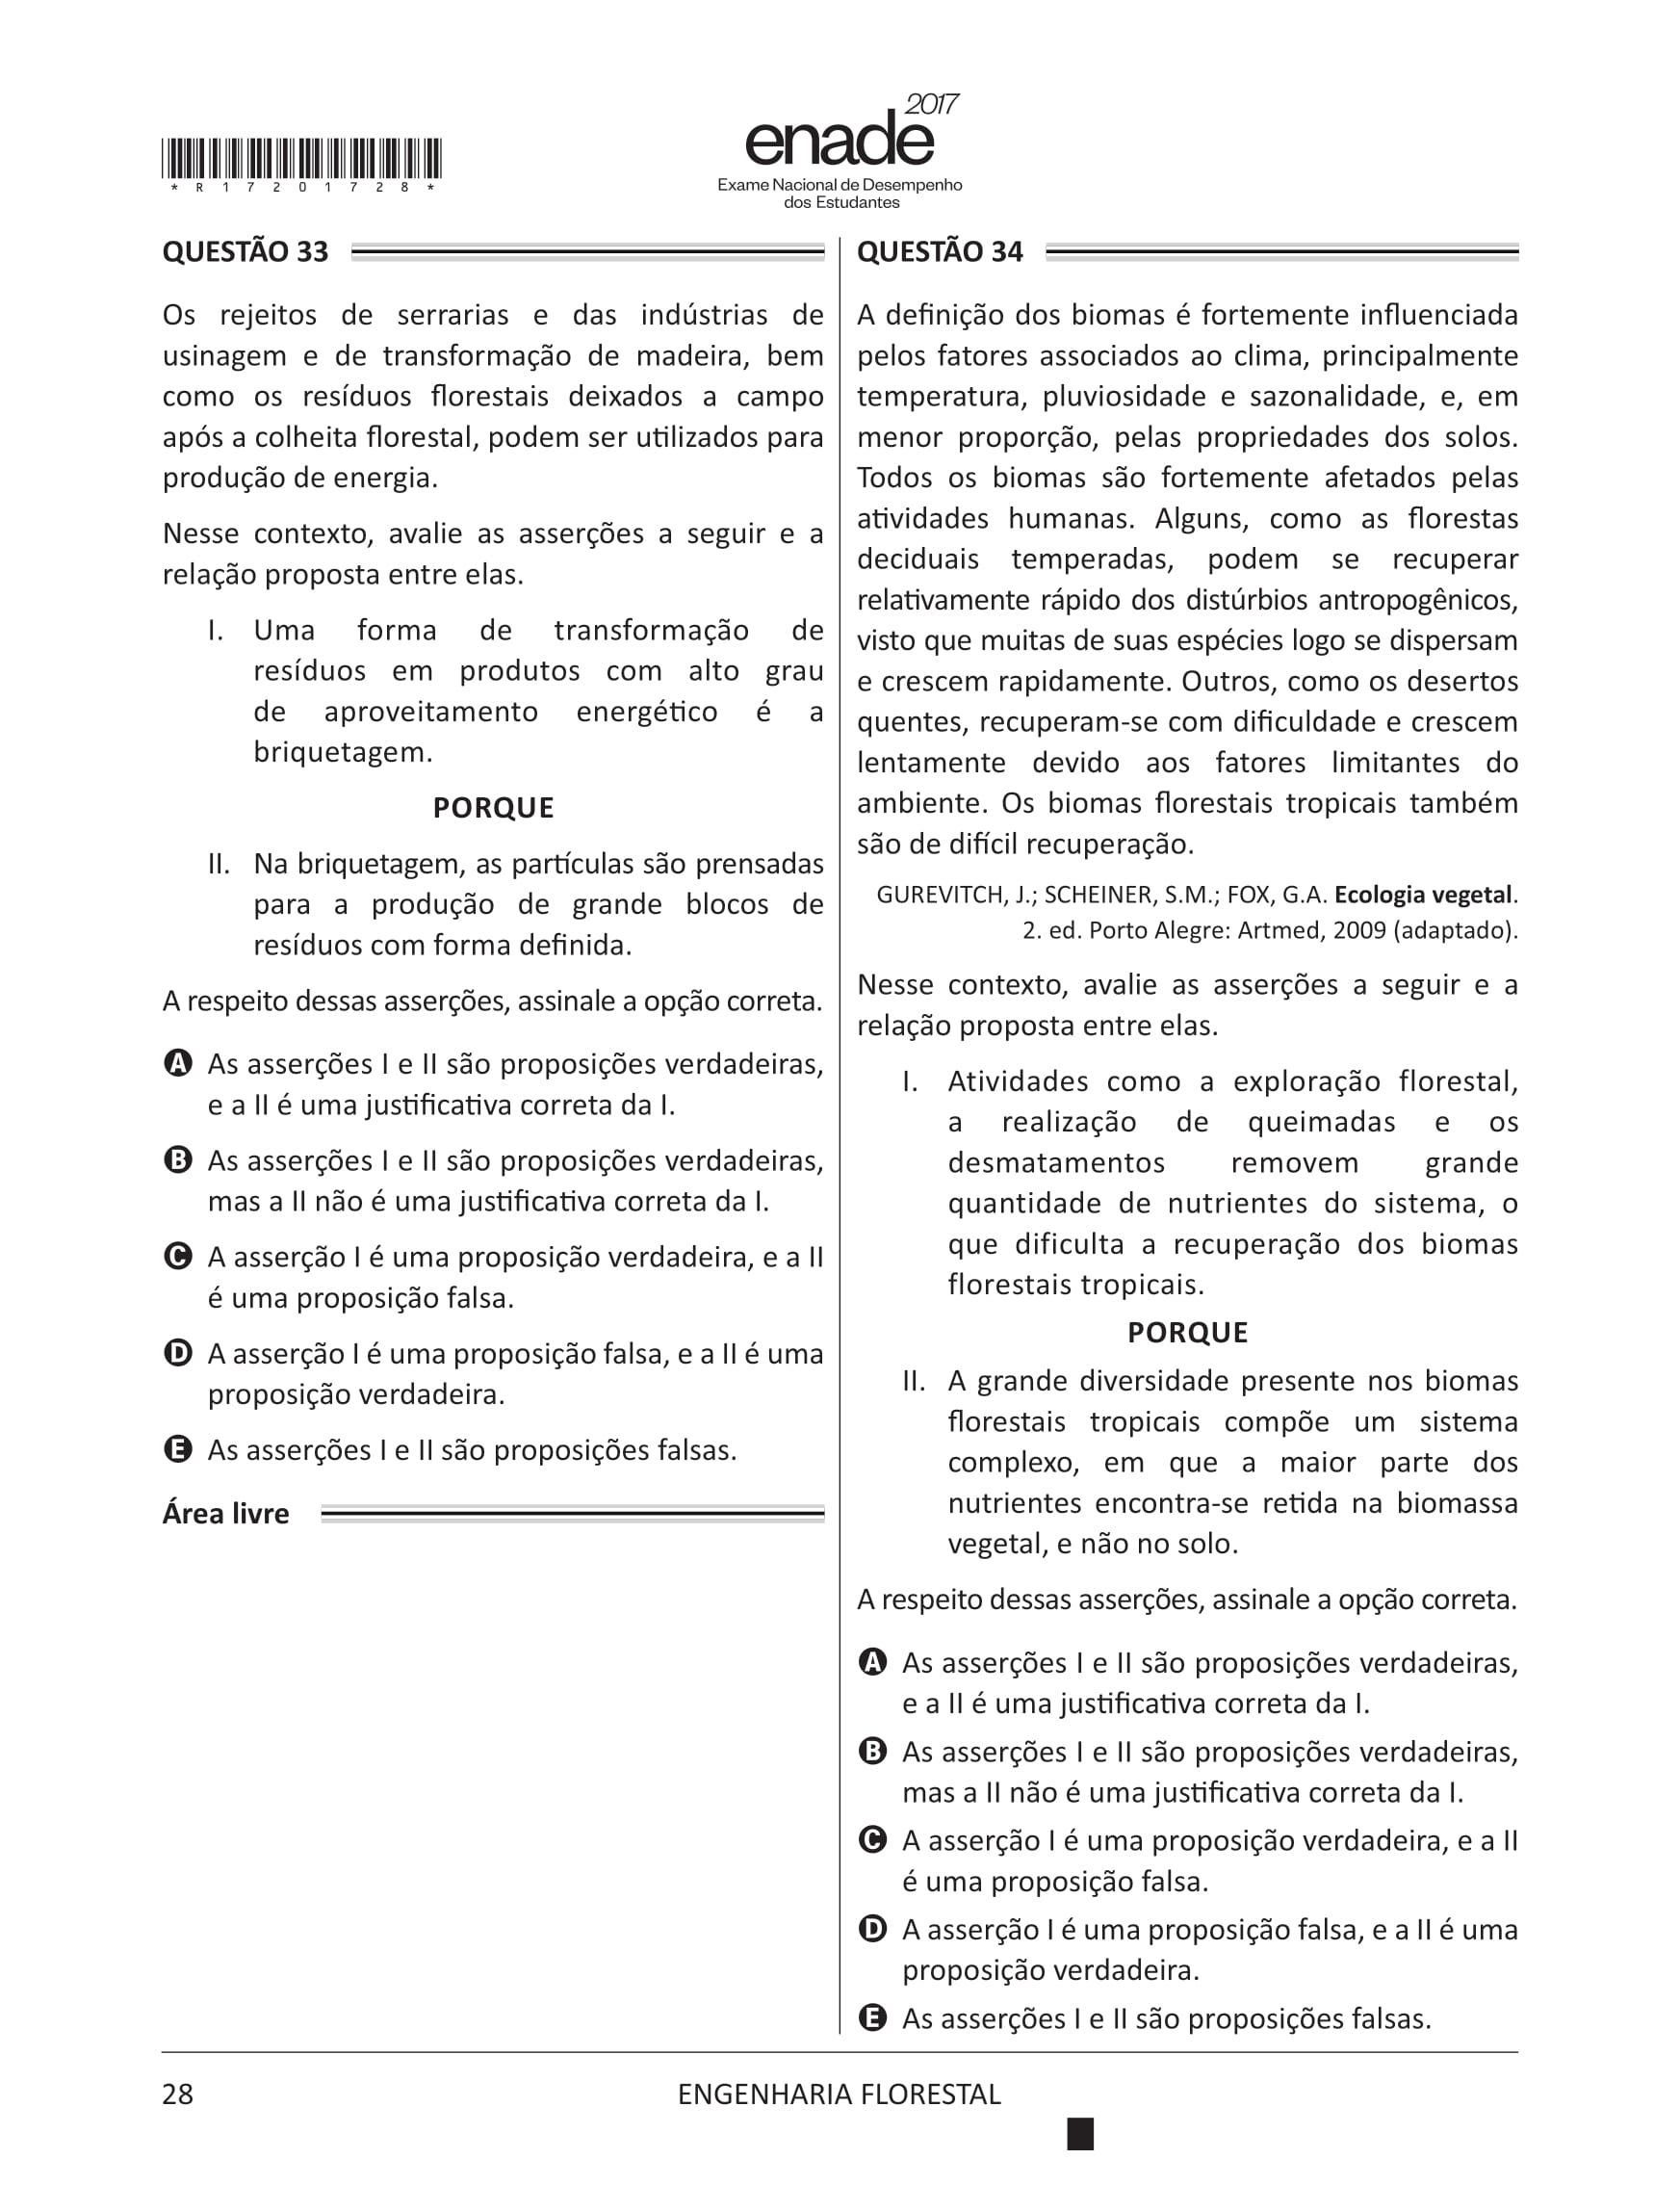 *R17201728*
2017
enade
Exame Nacional de Desempenho
dos Estudantes
QUESTÃO 33
Os rejeitos de serrarias e das indústrias de
usinagem e de transformação de madeira, bem
como os resíduos florestais deixados a campo
após a colheita florestal, podem ser utilizados para
produção de energia.
Nesse contexto, avalie as asserções a seguir e a
relação proposta entre elas.
I. Uma forma de transformação de
resíduos em produtos com alto grau
de aproveitamento energético é a
briquetagem.
PORQUE
II. Na briquetagem, as partículas são prensadas
para a produção de grande blocos de
resíduos com forma definida.
A respeito dessas asserções, assinale a opção correta.
A As asserções I e II são proposições verdadeiras,
e a II é uma justificativa correta da I.
B As asserções I e II são proposições verdadeiras,
mas a II não é uma justificativa correta da I.
C A asserção I é uma proposição verdadeira, e a II
é uma proposição falsa.
D A asserção I é uma proposição falsa, e a II é uma
proposição verdadeira.
E As asserções I e II são proposições falsas.
Área livre
QUESTÃO 34
A definição dos biomas é fortemente influenciada
pelos fatores associados ao clima, principalmente
temperatura, pluviosidade e sazonalidade, e, em
menor proporção, pelas propriedades dos solos.
Todos os biomas são fortemente afetados pelas
atividades humanas. Alguns, como as florestas
deciduais temperadas, podem se recuperar
relativamente rápido dos distúrbios antropogênicos,
visto que muitas de suas espécies logo se dispersam
e crescem rapidamente. Outros, como os desertos
quentes, recuperam-se com dificuldade e crescem
lentamente devido aos fatores limitantes do
ambiente. Os biomas florestais tropicais também
são de difícil recuperação.
GUREVITCH, J.; SCHEINER, S.M.; FOX, G.A. Ecologia vegetal.
2. ed. Porto Alegre: Artmed, 2009 (adaptado).
Nesse contexto, avalie as asserções a seguir e a
relação proposta entre elas.
I. Atividades como a exploração florestal,
a realização de queimadas e os
desmatamentos removem grande
quantidade de nutrientes do sistema, o
que dificulta a recuperação dos biomas
florestais tropicais.
PORQUE
II. A grande diversidade presente nos biomas
florestais tropicais compõe um sistema
complexo, em que a maior parte dos
nutrientes encontra-se retida na biomassa
vegetal, e não no solo.
A respeito dessas asserções, assinale a opção correta.
A As asserções I e II são proposições verdadeiras,
e a II é uma justificativa correta da I.
B As asserções I e II são proposições verdadeiras,
mas a II não é uma justificativa correta da I.
C A asserção I é uma proposição verdadeira, e a II
é uma proposição falsa.
D A asserção I é uma proposição falsa, e a II é uma
proposição verdadeira.
E As asserções I e II são proposições falsas.
28
ENGENHARIA FLORESTAL